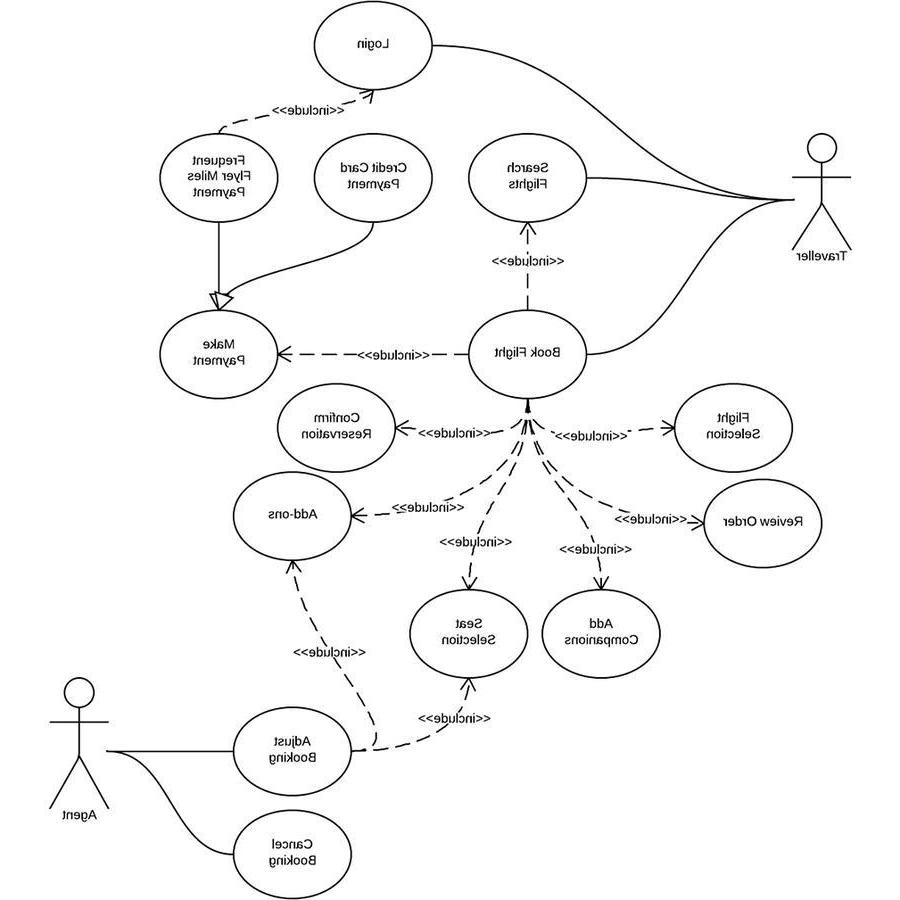 Login
<<include>>
Frequent
Flyer Miles
Payment
Credit Card
Payment
Search
Flights
Traveller
<<include>>
Make
Payment
<<include>>
Book Flight
Confirm
Reservation
<<include>>
<<include>>
Flight
Selection
Add-ons
<<include>>
<<include>>
Review Order
<<include>>
<<include>>
Seat
Selection
Add
Companions
<<include>>
<<include>>
Adjust
Booking
Agent
Cancel
Booking